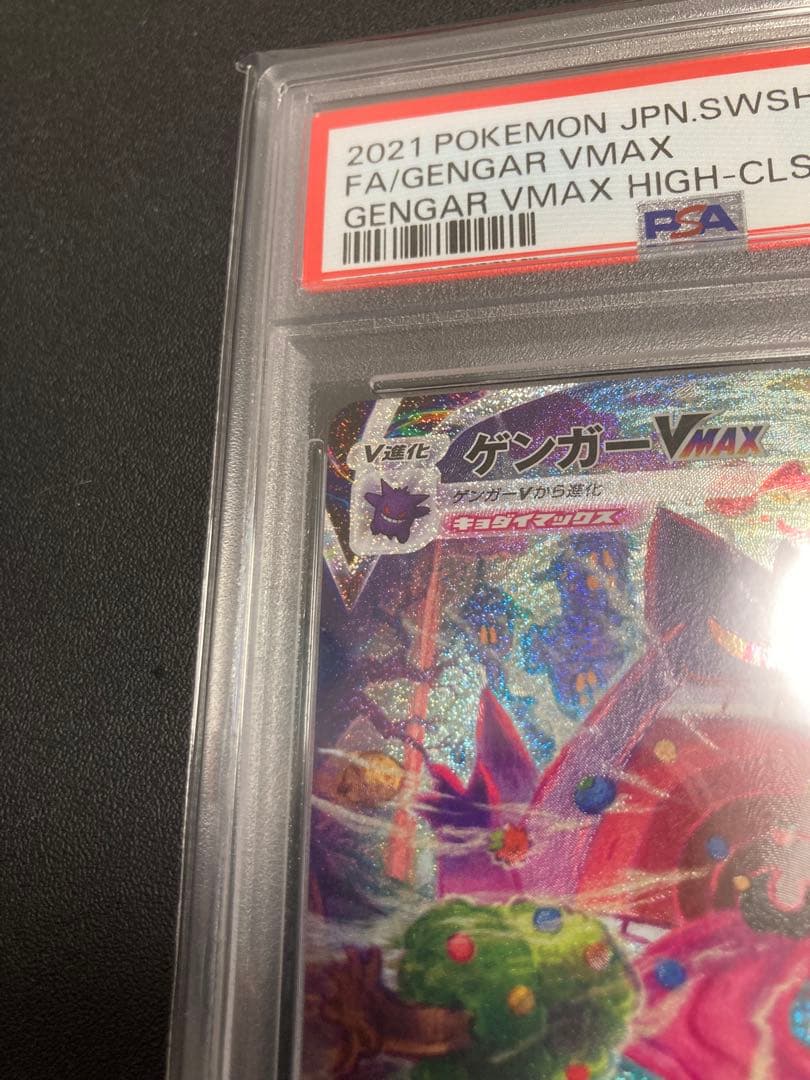 2021 POKEMON JPN.SWSH
FA/GENGAR VMAX
GENGAR VMAX HIGH-CLS
PSA
V進化
ゲンガーVMAX
ゲンガーVから進化
キョダイマックス